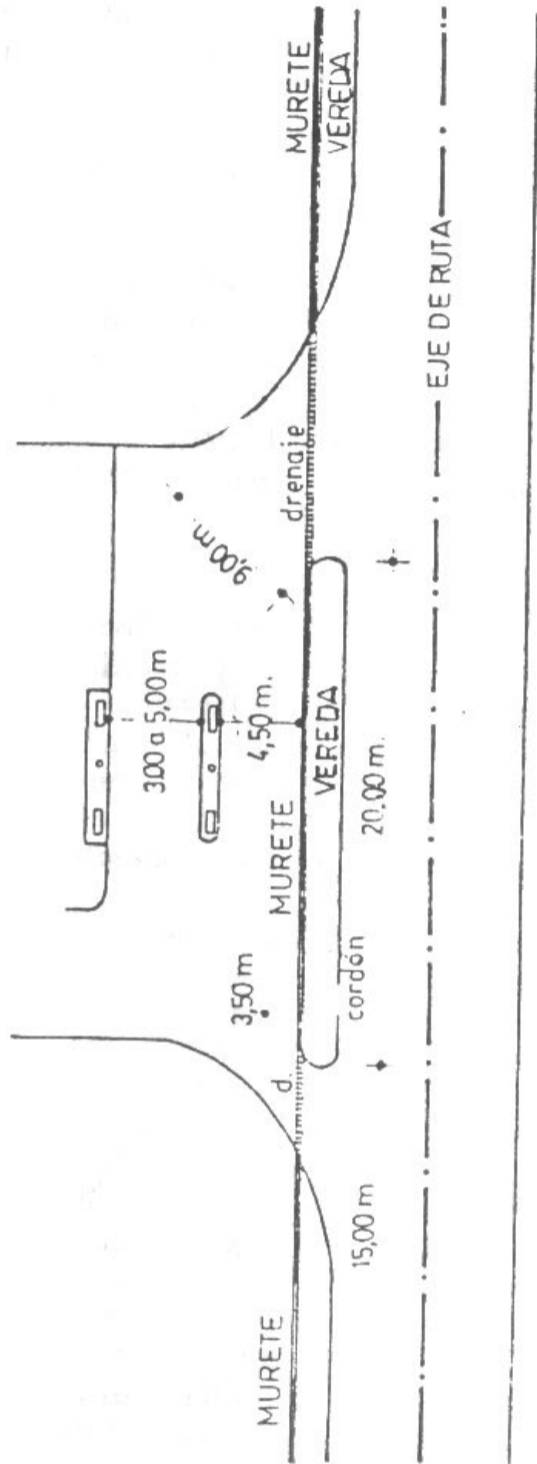 MURETE
VEREDA
EJE DE RUTA
drenaje
9,00 m
3,00 a 5,00 m
4,50 m.
MURETE
VEREDA
20,00 m.
3,50 m
cordón
d.
15,00 m
MURETE